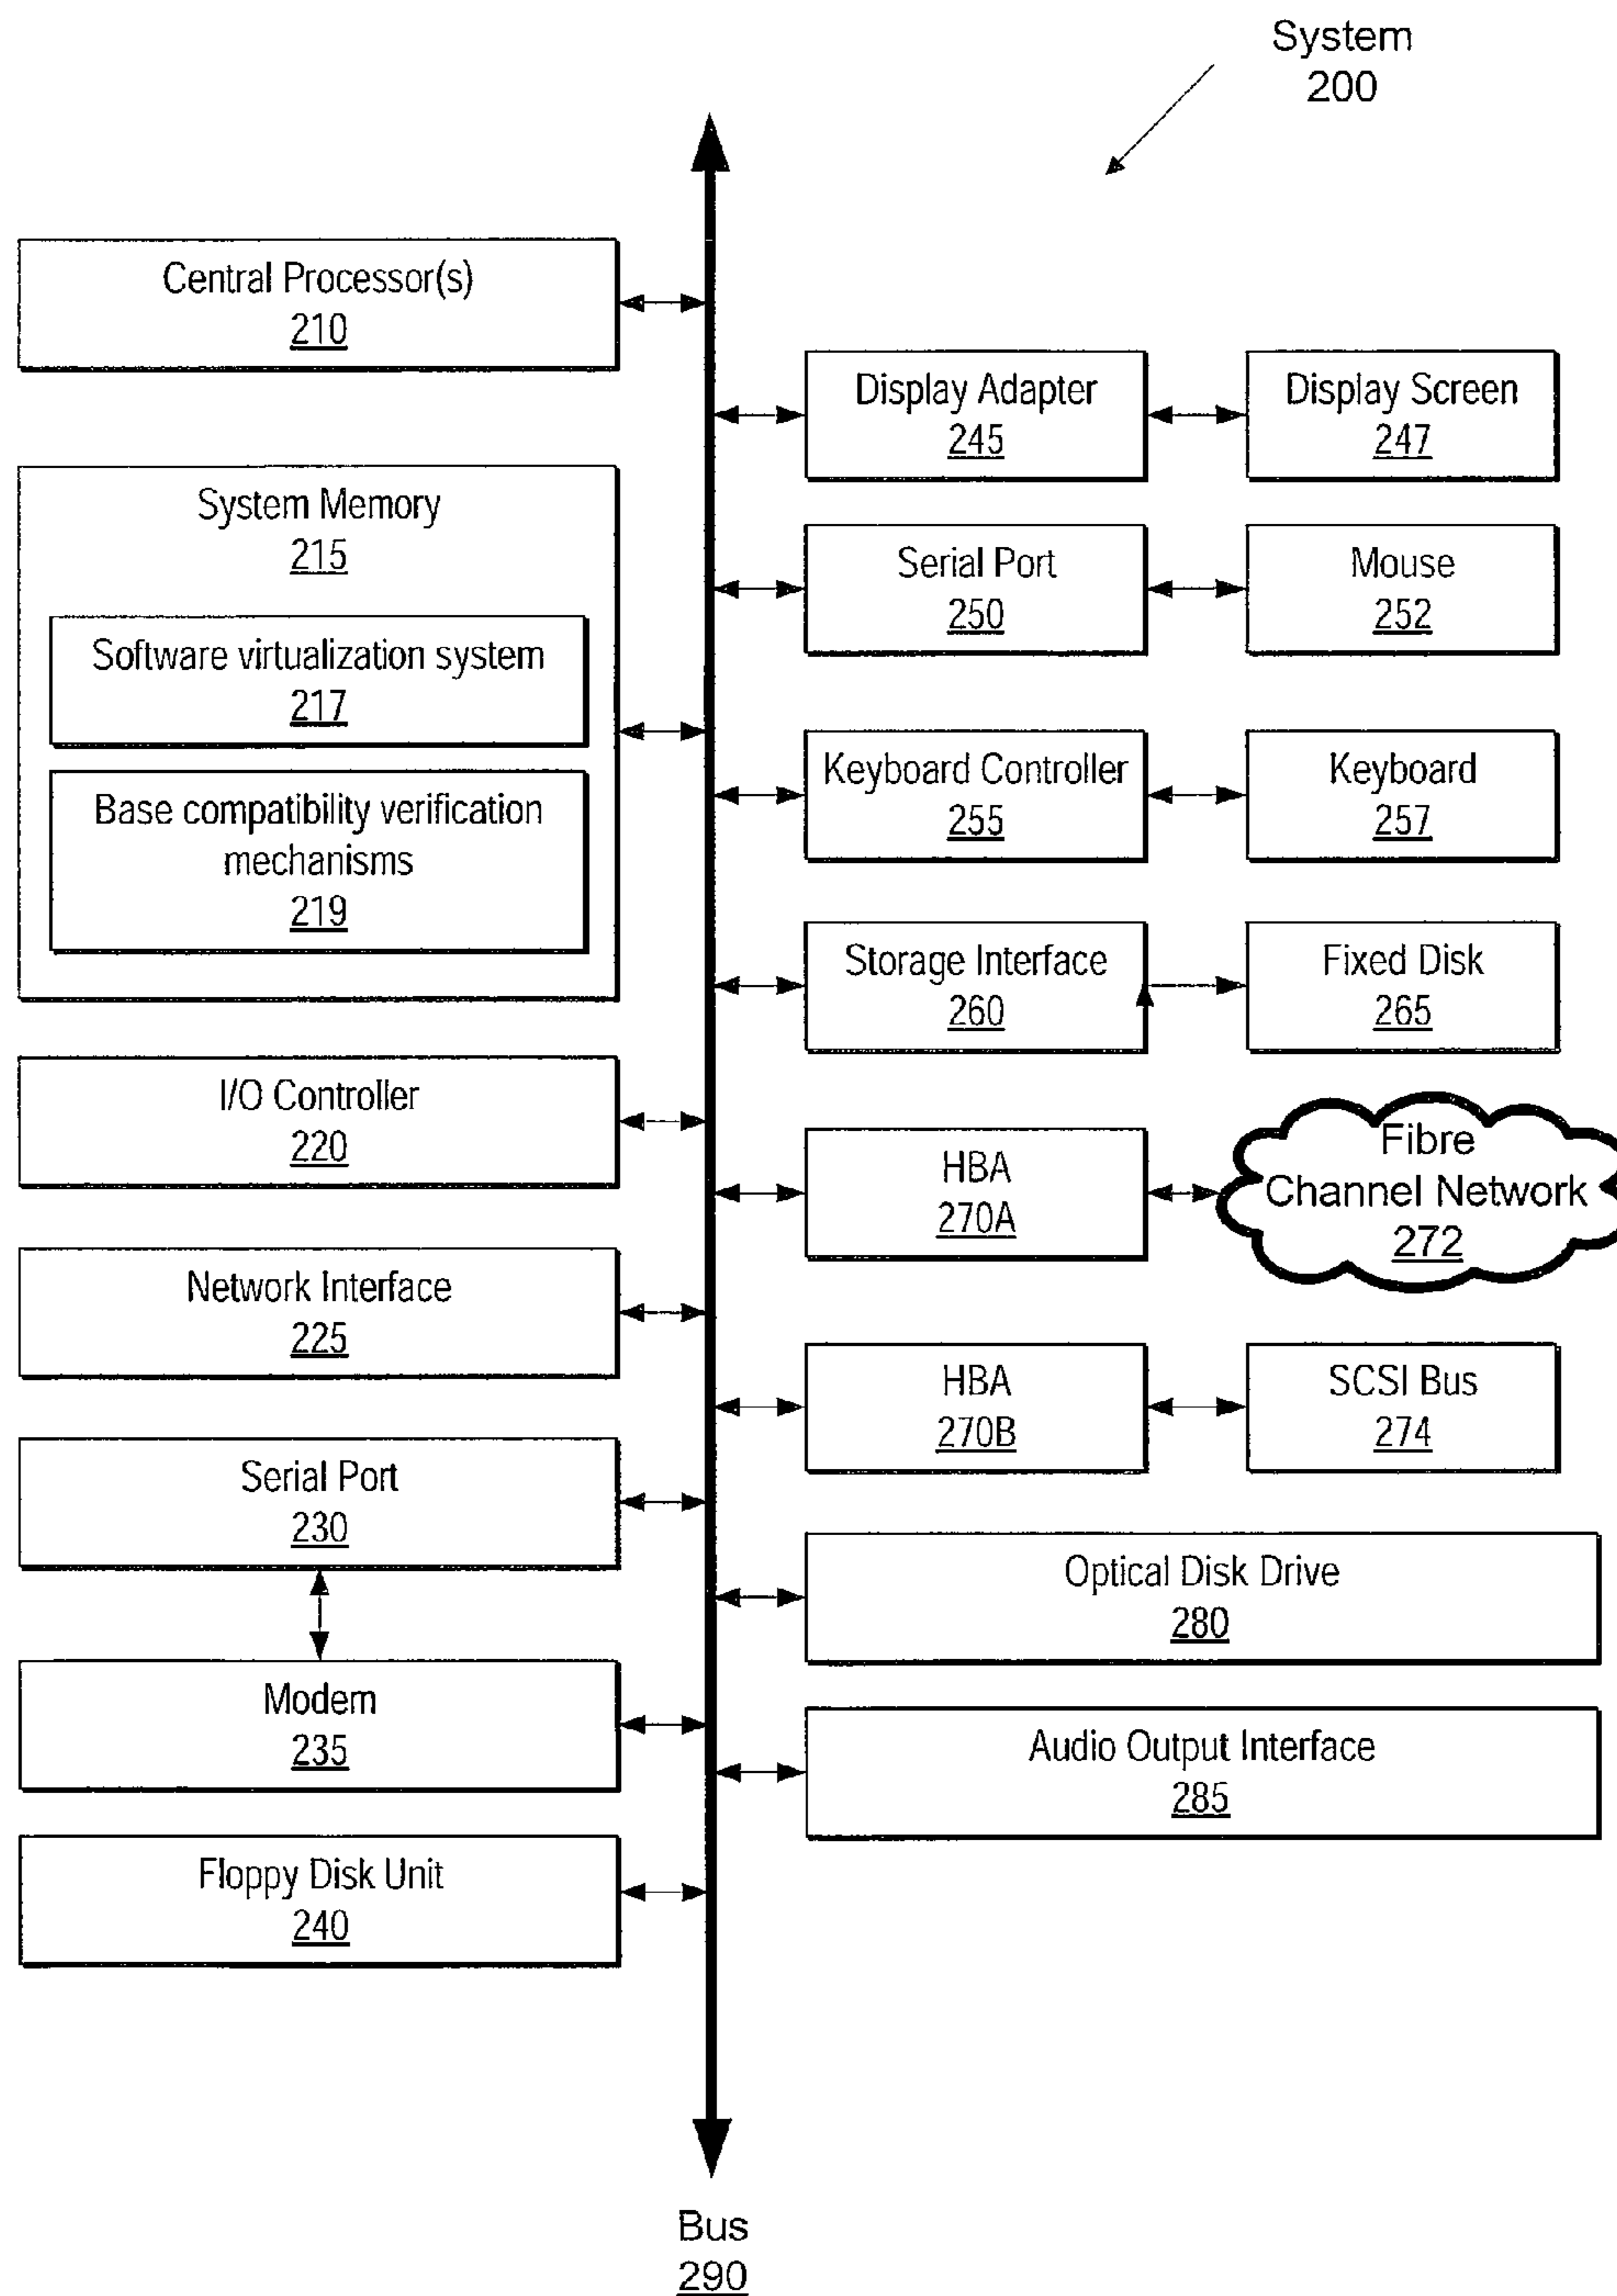 System
200
Central Processor(s)
210
System Memory
215
Software virtualization system
217
Base compatibility verification
mechanisms
219
I/O Controller
220
Network Interface
225
Serial Port
230
Modem
235
Floppy Disk Unit
240
Display Adapter
245
Display Screen
247
Serial Port
250
Mouse
252
Keyboard Controller
255
Keyboard
257
Storage Interface
260
Fixed Disk
265
HBA
270A
Fibre
Channel Network
272
HBA
270B
SCSI Bus
274
Optical Disk Drive
280
Audio Output Interface
285
Bus
290